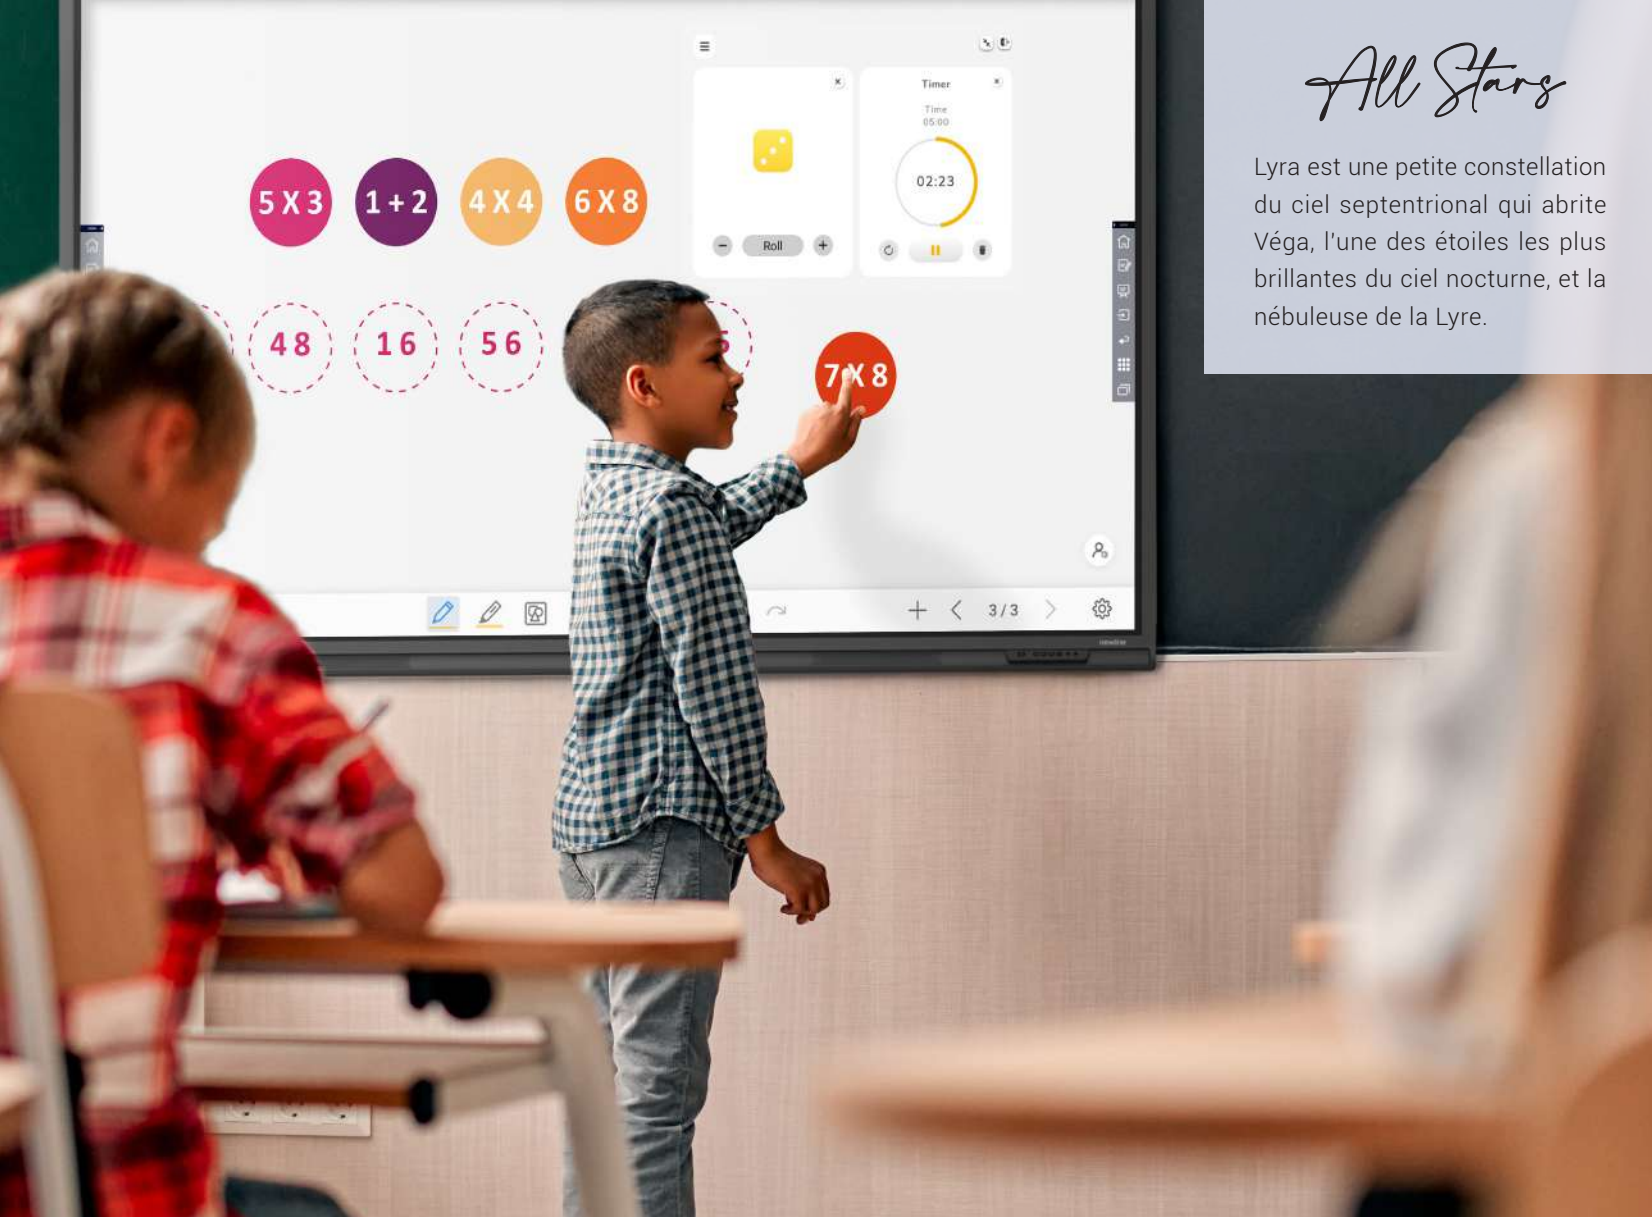 All Stars
Lyra est une petite constellation
du ciel septentrional qui abrite
Véga, l'une des étoiles les plus
brillantes du ciel nocturne, et la
nébuleuse de la Lyre.
Timer
Time
05:00
02:23
Roll
5 X 3
1 + 2
4 X 4
6 X 8
48
16
56
7 X 8
3/3